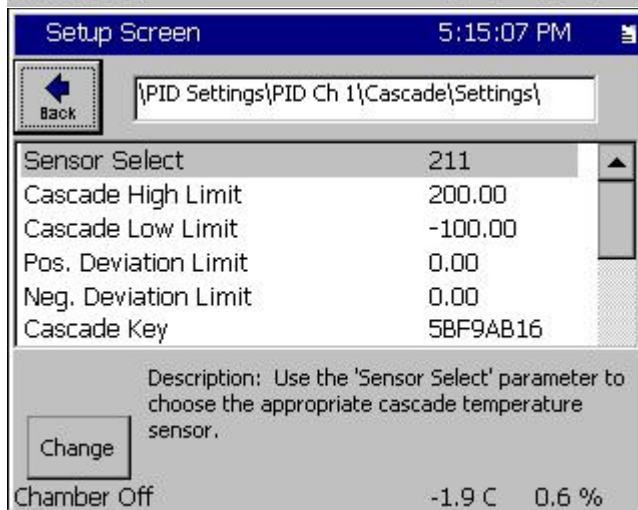 Setup Screen 5:15:07 PM
Back
\PID Settings\PID Ch 1\Cascade\Settings\
Sensor Select 211
Cascade High Limit 200.00
Cascade Low Limit -100.00
Pos. Deviation Limit 0.00
Neg. Deviation Limit 0.00
Cascade Key 5BF9AB16
Description: Use the 'Sensor Select' parameter to
choose the appropriate cascade temperature
sensor.
Change
Chamber Off -1.9 C 0.6 %